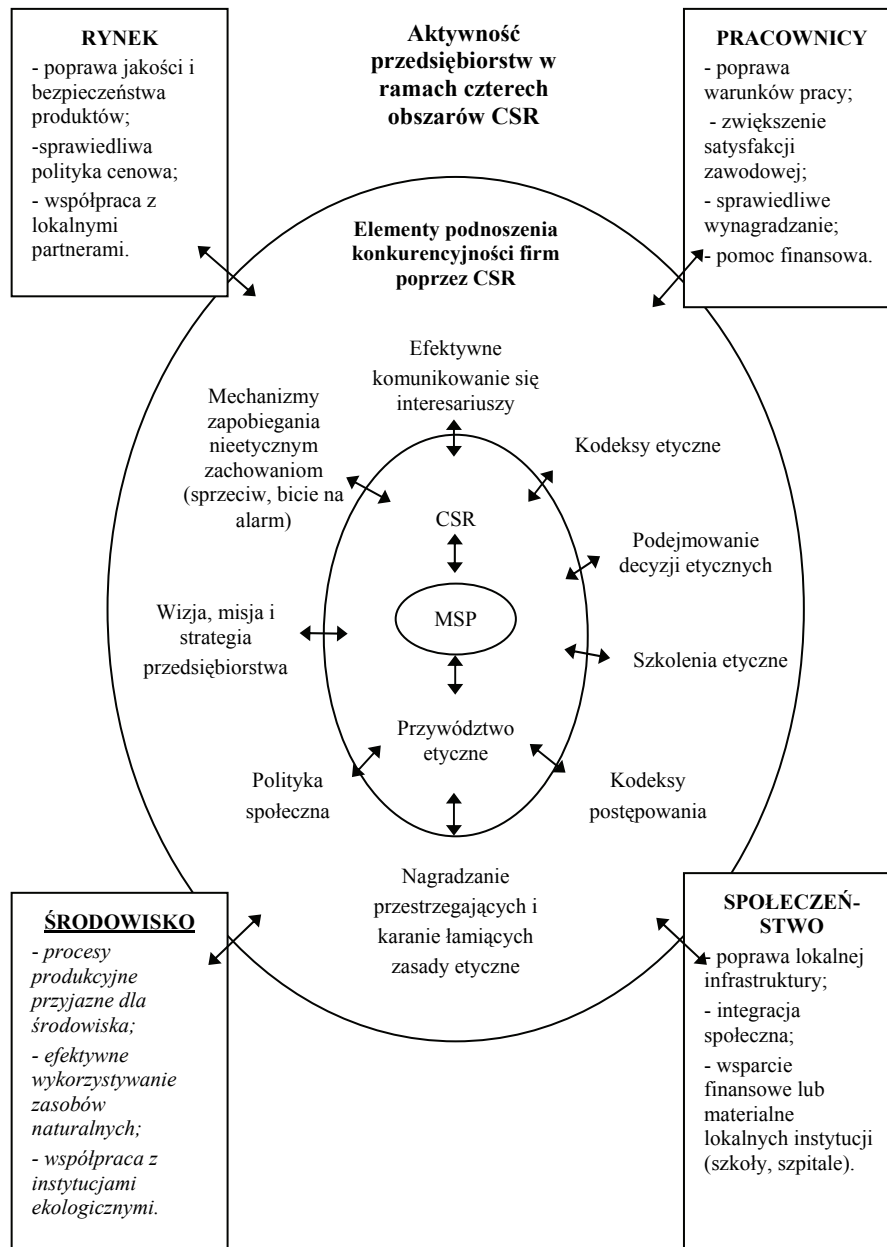 RYNEK
- poprawa jakości i
bezpieczeństwa
produktów;
-sprawiedliwa
polityka cenowa;
- współpraca z
lokalnymi
partnerami.
Aktywność
przedsiębiorstw w
ramach czterech
obszarów CSR
PRACOWNICY
- poprawa
warunków pracy;
- zwiększenie
satysfakcji
zawodowej;
- sprawiedliwe
wynagradzanie;
- pomoc finansowa.
Elementy podnoszenia
konkurencyjności firm
poprzez CSR
Efektywne
komunikowanie się
interesariuszy
Mechanizmy
zapobiegania
nieetycznym
zachowaniom
(sprzeciw, bicie na
alarm)
Kodeksy etyczne
CSR
Podejmowanie
decyzji etycznych
MSP
Wizja, misja i
strategia
przedsiębiorstwa
Szkolenia etyczne
Przywództwo
etyczne
Polityka
społeczna
Kodeksy
postępowania
Nagradzanie
przestrzegających i
karanie łamiących
zasady etyczne
ŚRODOWISKO
- procesy
produkcyjne
przyjazne dla
środowiska;
- efektywne
wykorzystywanie
zasobów
naturalnych;
- współpraca z
instytucjami
ekologicznymi.
SPOŁECZEŃ-
STWO
- poprawa lokalnej
infrastruktury;
- integracja
społeczna;
- wsparcie
finansowe lub
materialne
lokalnych instytucji
(szkoły, szpitale).